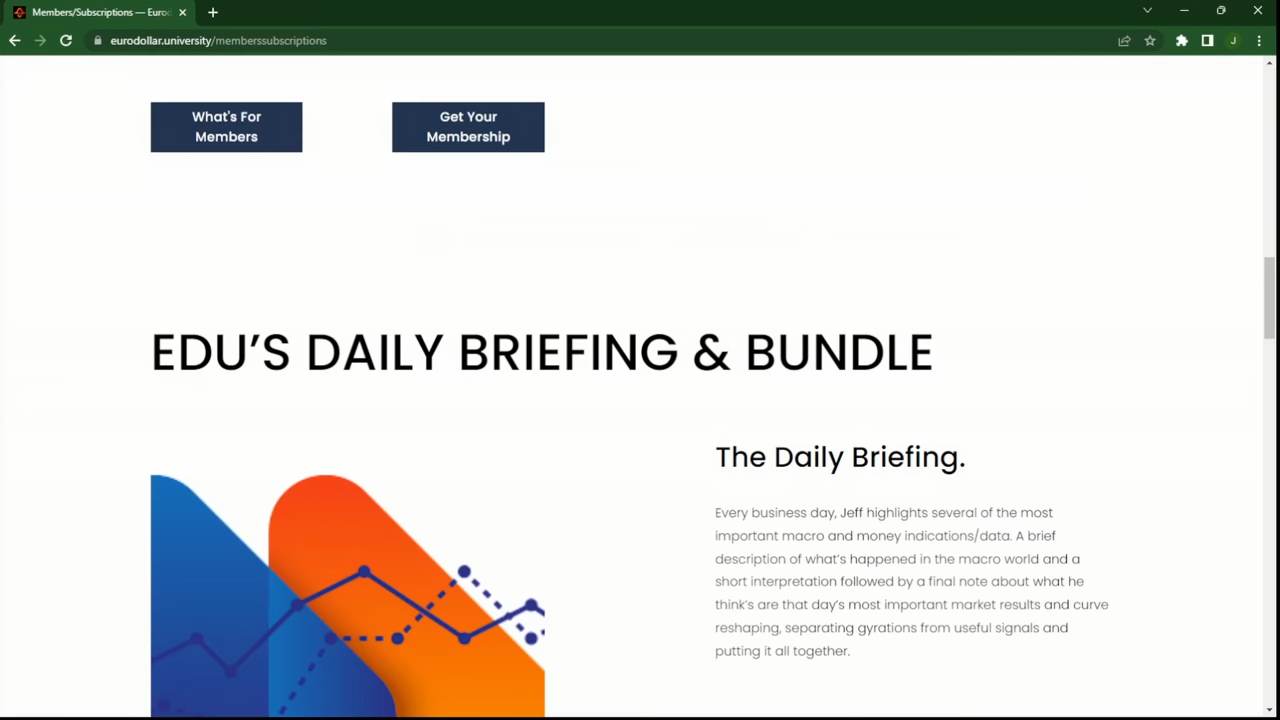 Members/Subscriptions — Euro
eurodollar.university/memberssubscriptions
J
What's For
Members
Get Your
Membership
EDU’S DAILY BRIEFING & BUNDLE
The Daily Briefing.
Every business day, Jeff highlights several of the most
important macro and money indications/data. A brief
description of what’s happened in the macro world and a
short interpretation followed by a final note about what he
think’s are that day’s most important market results and curve
reshaping, separating gyrations from useful signals and
putting it all together.